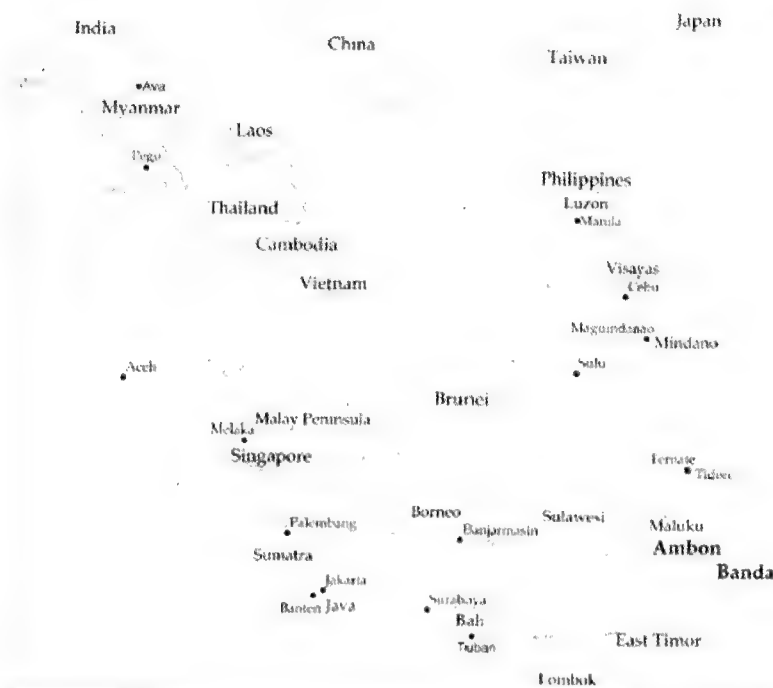 Japan
India
China
Taiwan
Ava
Myanmar
Laos
Pegu
Philippines
Luzon
Manila
Thailand
Cambodia
Visayas
Cebu
Vietnam
Maguindanao
Mindano
Sulu
Aceh
Brunei
Malay Peninsula
Melaka
Singapore
Ternate
Tidore
Borneo
Sulawesi
Maluku
Palembang
Banjarmasin
Ambon
Sumatra
Banda
Jakarta
Banten Java
Surabaya
Bali
Tuban
East Timor
Lombok